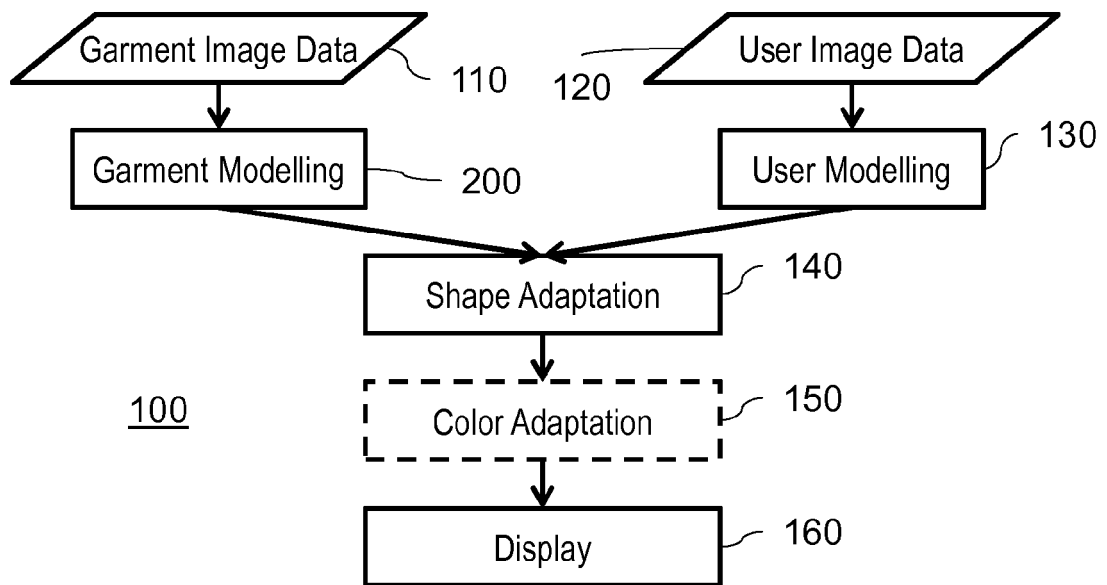 Garment Image Data
110
120
User Image Data
Garment Modelling
200
User Modelling
130
Shape Adaptation
140
100
Color Adaptation
150
Display
160